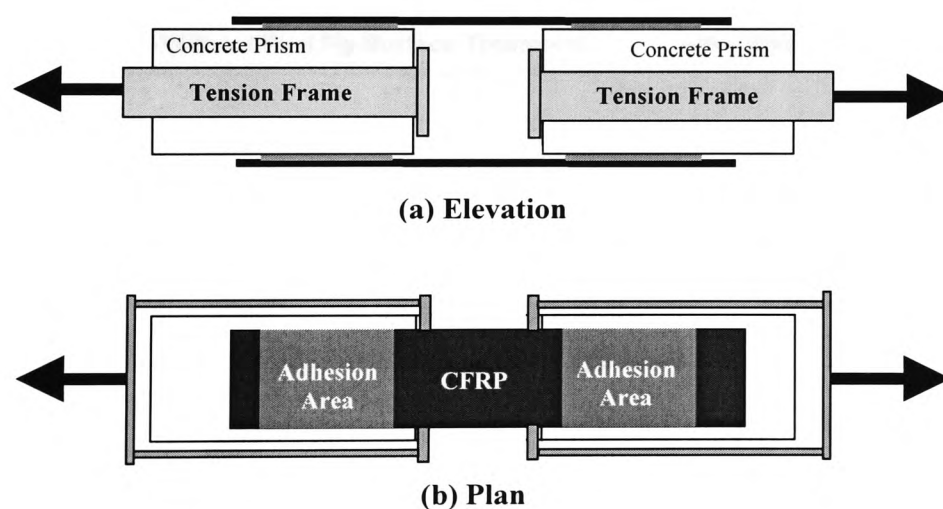 Concrete Prism
Concrete Prism
Tension Frame
Tension Frame
(a) Elevation
Adhesion
Area
CFRP
Adhesion
Area
(b) Plan